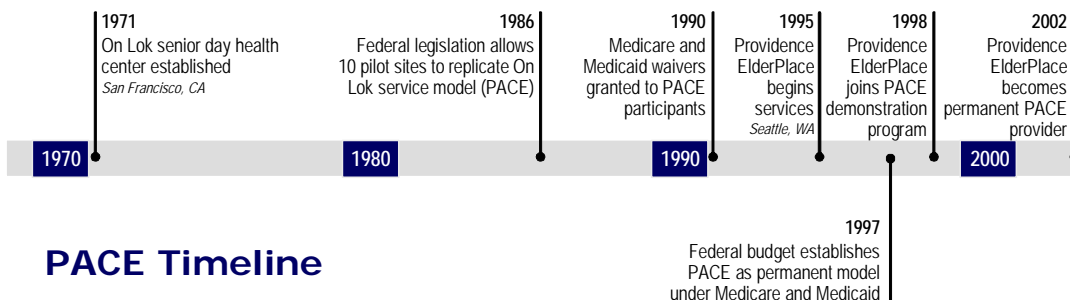 1971
On Lok senior day health
center established
San Francisco, CA
1986
Federal legislation allows
10 pilot sites to replicate On
Lok service model (PACE)
1990
Medicare and
Medicaid waivers
granted to PACE
participants
1995
Providence
ElderPlace
begins
services
Seattle, WA
1998
Providence
ElderPlace
joins PACE
demonstration
program
2002
Providence
ElderPlace
becomes
permanent PACE
provider
1970
1980
1990
2000
1997
Federal budget establishes
PACE as permanent model
under Medicare and Medicaid
PACE Timeline